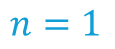 n = 1